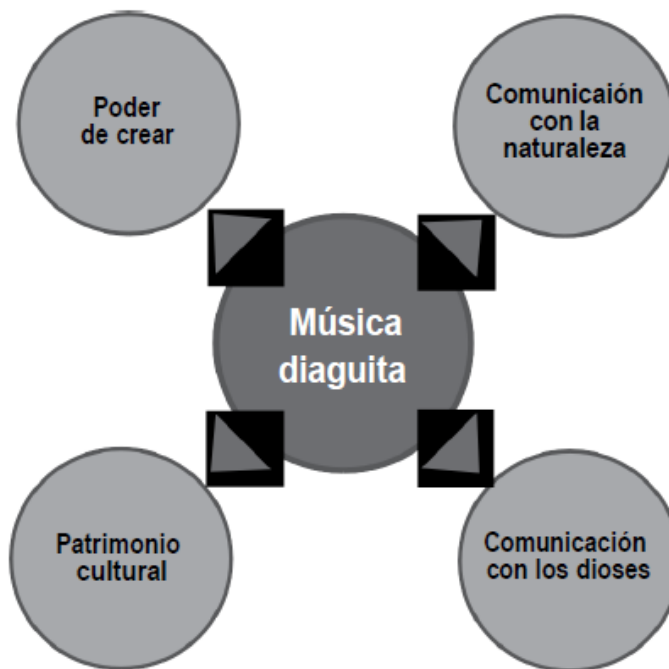 Poder
de crear
Comunicaión
con la
naturaleza
Música
diaguita
Patrimonio
cultural
Comunicación
con los dioses